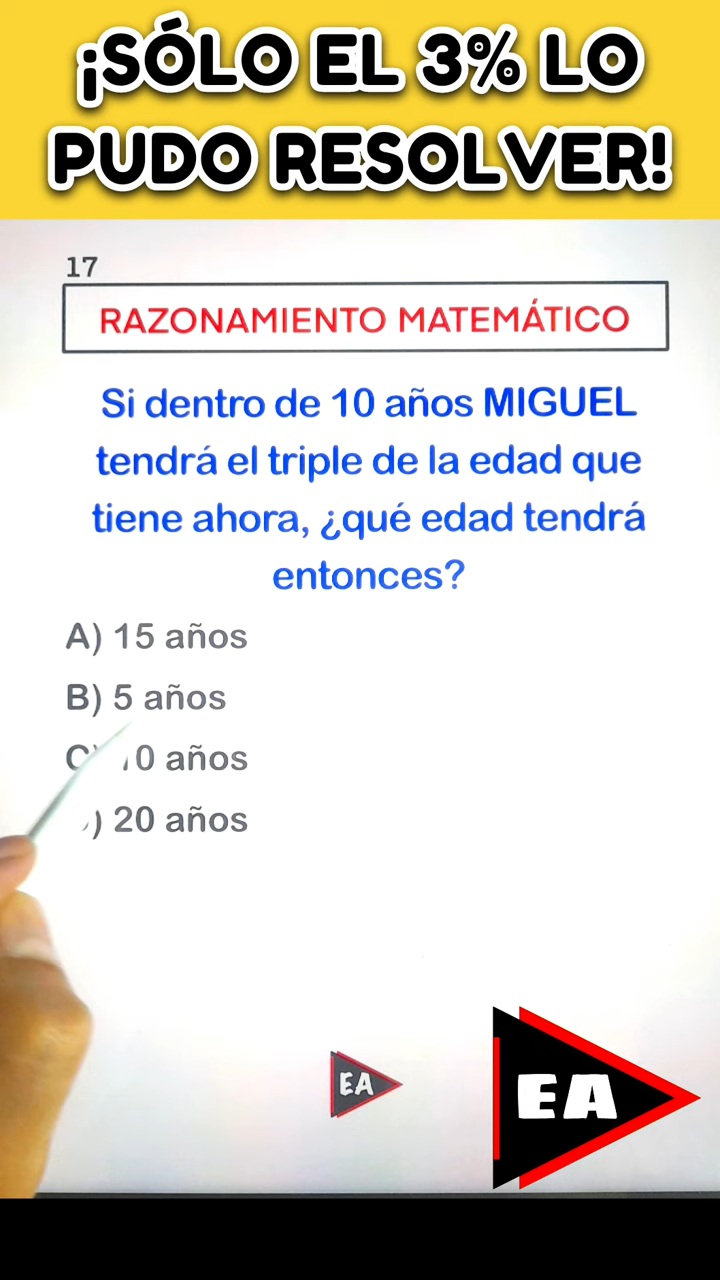 ¡SÓLO EL 3% LO
PUDO RESOLVER!
17
RAZONAMIENTO MATEMÁTICO
Si dentro de 10 años MIGUEL
tendrá el triple de la edad que
tiene ahora, ¿qué edad tendrá
entonces?
A) 15 años
B) 5 años
años
) 20 años
EA
EA